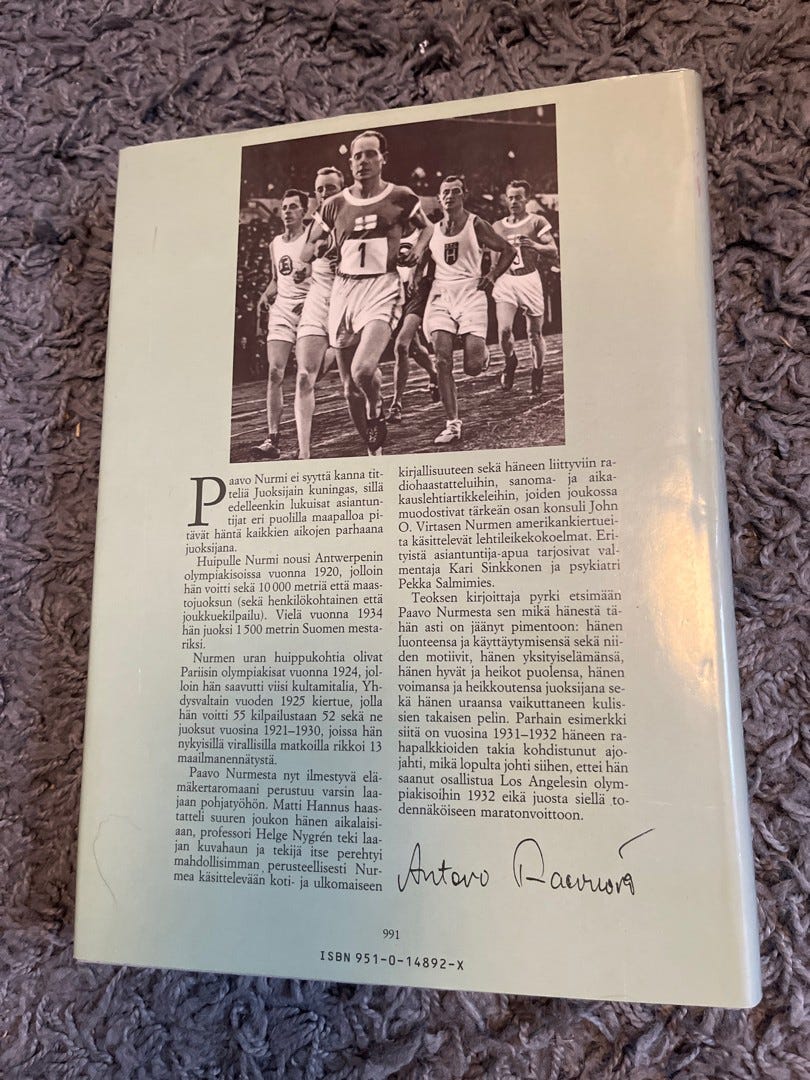 1
Paavo Nurmi ei syyttä kanna tit-
teliä Juoksijain kuningas, sillä
edelleenkin lukuisat asiantun-
tijat eri puolilla maapalloa pi-
tävät häntä kaikkien aikojen parhaana
juoksijana.
Huipulle Nurmi nousi Antwerpenin
olympiakisoissa vuonna 1920, jolloin
hän voitti sekä 10 000 metriä että maas-
tojuoksun (sekä henkilökohtainen että
joukkuekilpailu). Vielä vuonna 1934
hän juoksi 1 500 metrin Suomen mesta-
riksi.
Nurmen uran huippukohtia olivat
Pariisin olympiakisat vuonna 1924, jol-
loin hän saavutti viisi kultamitalia, Yh-
dysvaltain vuoden 1925 kiertue, jolla
hän voitti 55 kilpailustaan 52 sekä ne
juoksut vuosina 1921–1930, joissa hän
nykyisillä virallisilla matkoilla rikkoi 13
maailmanennätystä.
Paavo Nurmesta nyt ilmestyvä elä-
mäkertaromaani perustuu varsin laa-
jaan pohjatyöhön. Matti Hannus haas-
tatteli suuren joukon hänen aikalaisi-
aan, professori Helge Nygrén teki laa-
jan kuvahaun ja tekijä itse perehtyi
mahdollisimman perusteellisesti Nur-
mea käsittelevään koti- ja ulkomaiseen
kirjallisuuteen sekä häneen liittyviin ra-
diohaastatteluihin, sanoma- ja aika-
kauslehtiartikkeleihin, joiden joukossa
muodostivat tärkeän osan konsuli John
O. Virtasen Nurmen amerikankiertuei-
ta käsittelevät lehtileikekokoelmat. Eri-
tyistä asiantuntija-apua tarjosivat val-
mentaja Kari Sinkkonen ja psykiatri
Pekka Salmimies.
Teoksen kirjoittaja pyrki etsimään
Paavo Nurmesta sen mikä hänestä tä-
hän asti on jäänyt pimentoon: hänen
luonteensa ja käyttäytymisensä sekä nii-
den motiivit, hänen yksityiselämänsä,
hänen hyvät ja heikot puolensa, hänen
voimansa ja heikkoutensa juoksijana se-
kä hänen uraansa vaikuttaneen kulis-
sien takaisen pelin. Parhain esimerkki
siitä on vuosina 1931–1932 häneen ra-
hapalkkioiden takia kohdistunut ajo-
jahti, mikä lopulta johti siihen, ettei hän
saanut osallistua Los Angelesin olym-
piakisoihin 1932 eikä juosta siellä to-
dennäköiseen maratonvoittoon.
Antero Raevuori
991
ISBN 951-0-14892-X